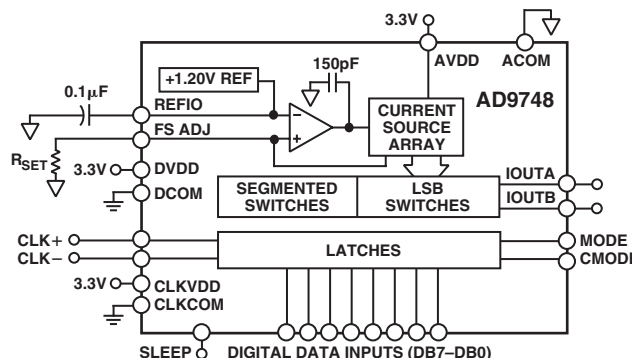 3.3V
150pF
AVDD
ACOM
+1.20V REF
0.1µF
REFIO
AD9748
CURRENT
SOURCE
ARRAY
FS ADJ
RSET
3.3V
DVDD
DCOM
SEGMENTED
SWITCHES
LSB
SWITCHES
IOUTA
IOUTB
CLK+
CLK–
LATCHES
MODE
CMODE
3.3V
CLKVDD
CLKCOM
SLEEP
DIGITAL DATA INPUTS (DB7–DB0)